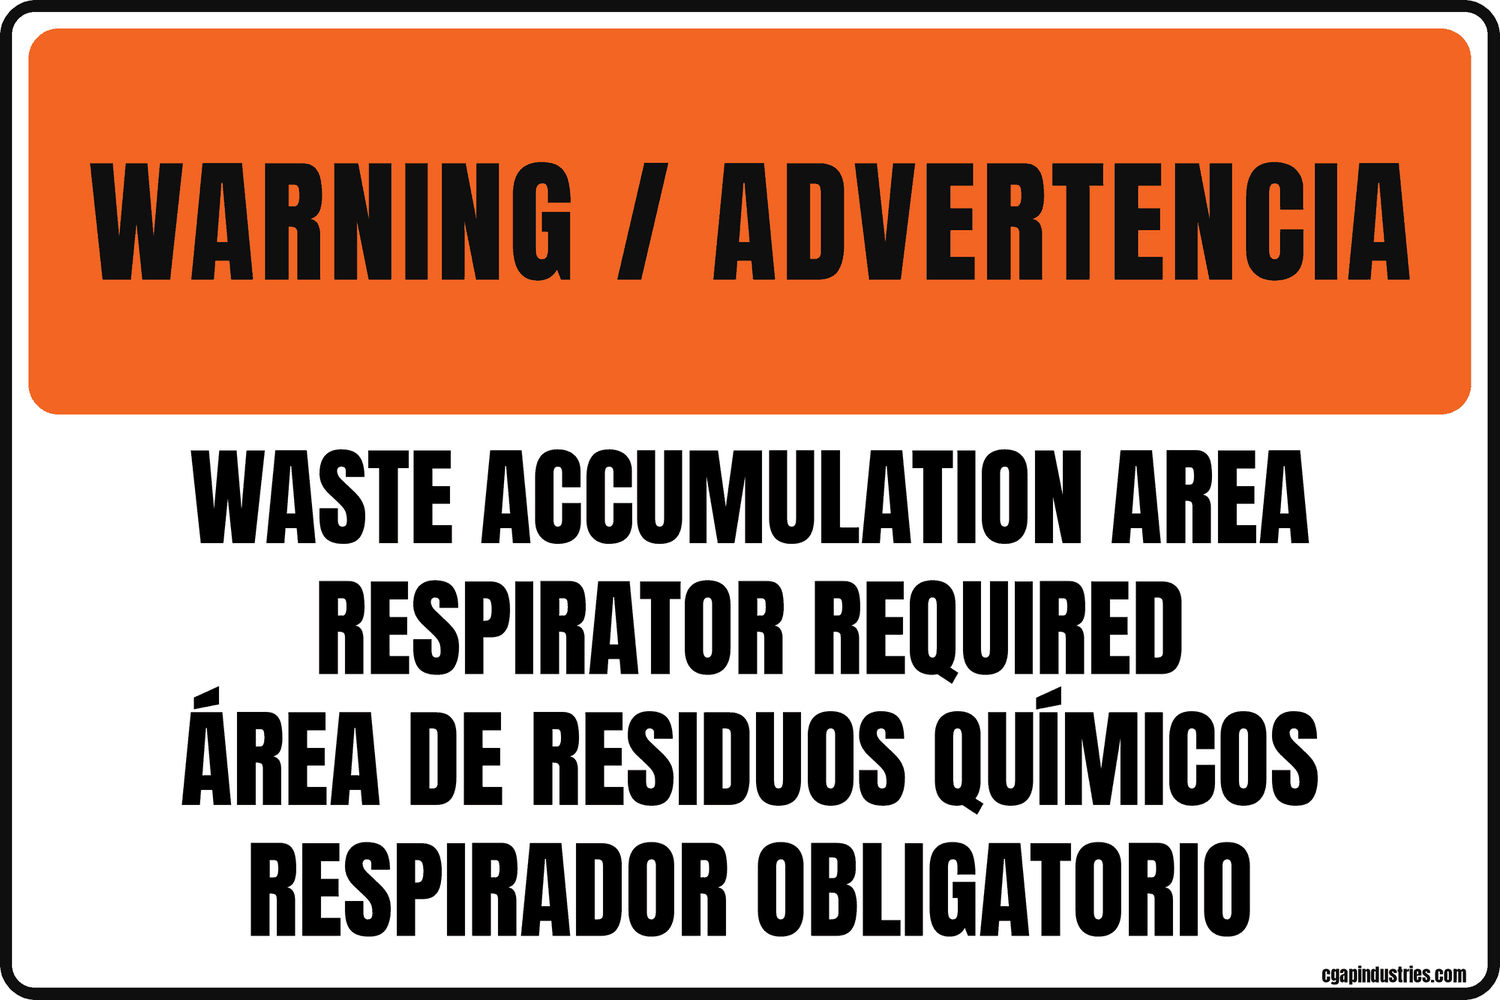 WARNING / ADVERTENCIA
WASTE ACCUMULATION AREA
RESPIRATOR REQUIRED
ÁREA DE RESIDUOS QUÍMICOS
RESPIRADOR OBLIGATORIO
cgapindustries.com